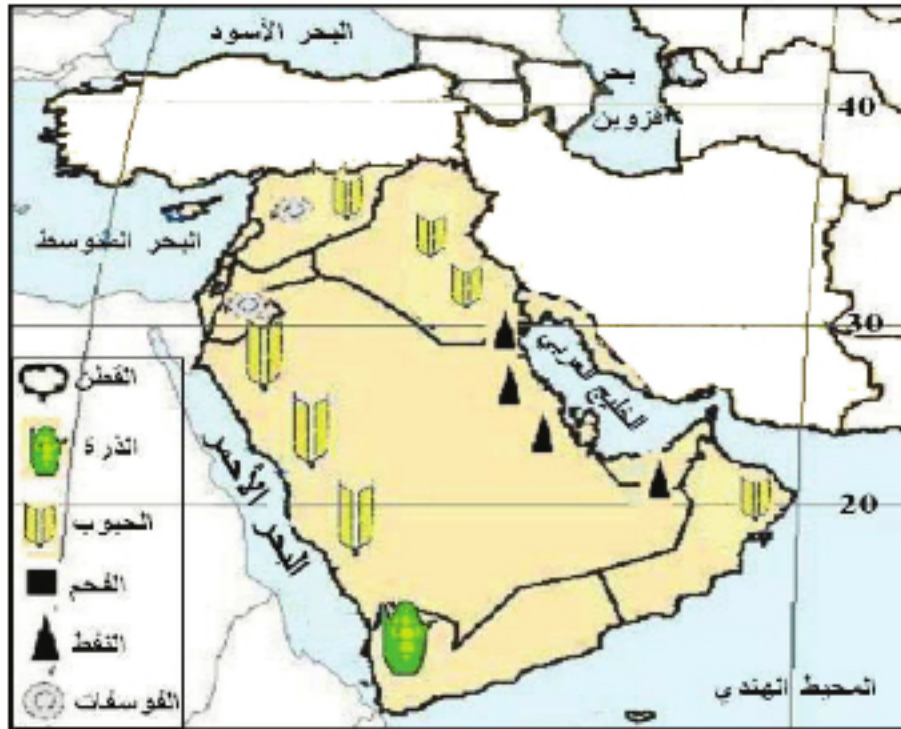 البحر الأسود
بحر
قزوين
40
البحر المتوسط
30
الخليج العربي
القطن
الذرة
البحر الأحمر
20
الحبوب
الفحم
النفط
الفوسفات
المحيط الهندي